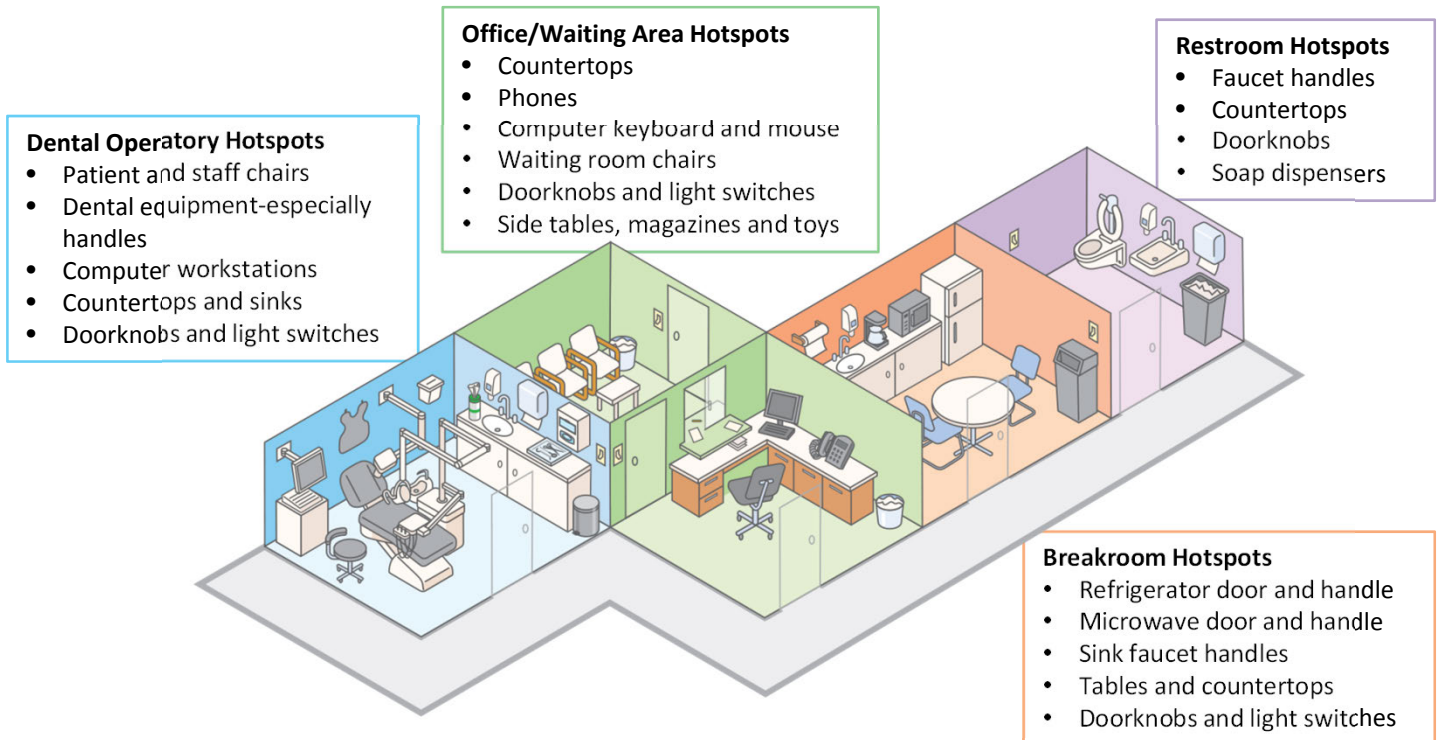 Office/Waiting Area Hotspots
• Countertops
• Phones
• Computer keyboard and mouse
• Waiting room chairs
• Doorknobs and light switches
• Side tables, magazines and toys
Restroom Hotspots
• Faucet handles
• Countertops
• Doorknobs
• Soap dispensers
Dental Operatory Hotspots
• Patient and staff chairs
• Dental equipment-especially
handles
• Computer workstations
• Countertops and sinks
• Doorknobs and light switches
Breakroom Hotspots
• Refrigerator door and handle
• Microwave door and handle
• Sink faucet handles
• Tables and countertops
• Doorknobs and light switches